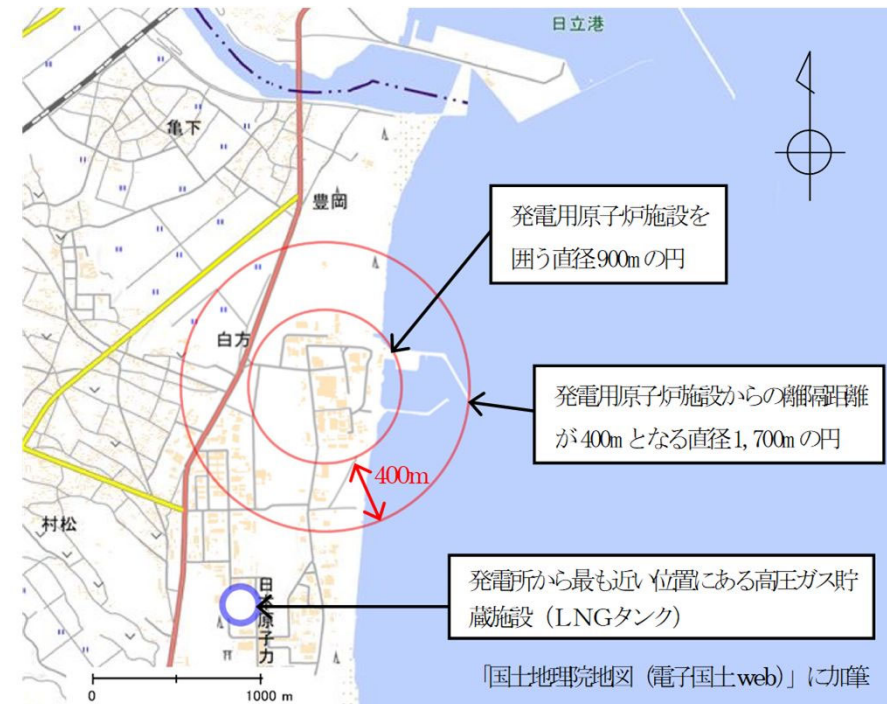 日立港
亀下
豊岡
発電用原子炉施設を
囲う直径900mの円
白方
発電用原子炉施設からの離隔距離
が400mとなる直径1,700mの円
400m
村松
日本原子力
発電所から最も近い位置にある高圧ガス貯
蔵施設（LNGタンク）
「国土地理院地図（電子国土web）」に加筆
0
1000 m